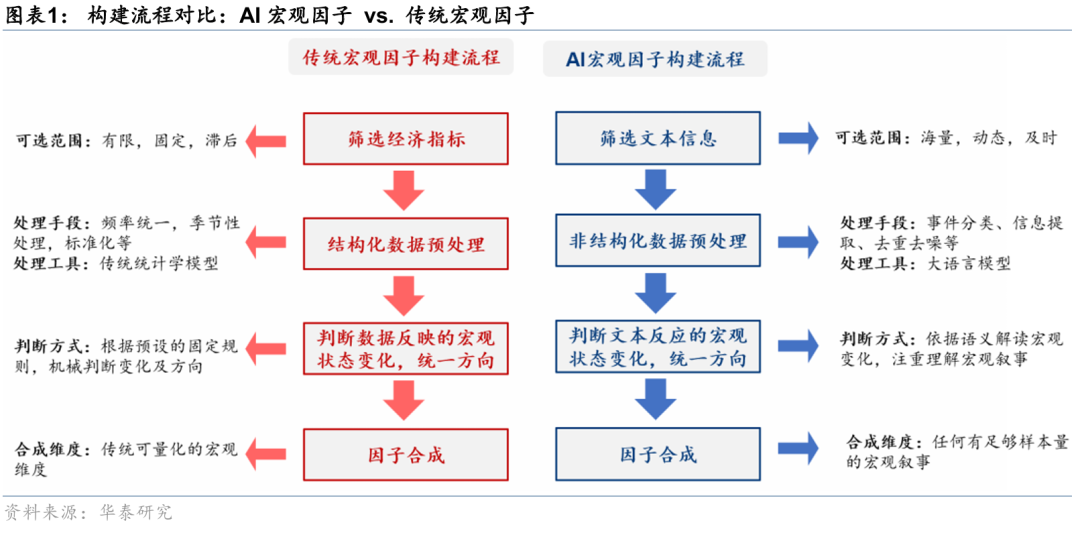 图表1： 构建流程对比：AI 宏观因子 vs. 传统宏观因子
传统宏观因子构建流程
AI宏观因子构建流程
可选范围：有限，固定，滞后
筛选经济指标
筛选文本信息
可选范围：海量，动态，及时
处理手段：频率统一，季节性
处理，标准化等
处理工具：传统统计学模型
结构化数据预处理
非结构化数据预处理
处理手段：事件分类、信息提
取、去重去噪等
处理工具：大语言模型
判断方式：根据预设的固定规
则，机械判断变化及方向
判断数据反映的宏观
状态变化，统一方向
判断文本反应的宏观
状态变化，统一方向
判断方式：依据语义解读宏观
变化，注重理解宏观叙事
合成维度：传统可量化的宏观
维度
因子合成
因子合成
合成维度：任何有足够样本量
的宏观叙事
资料来源：华泰研究